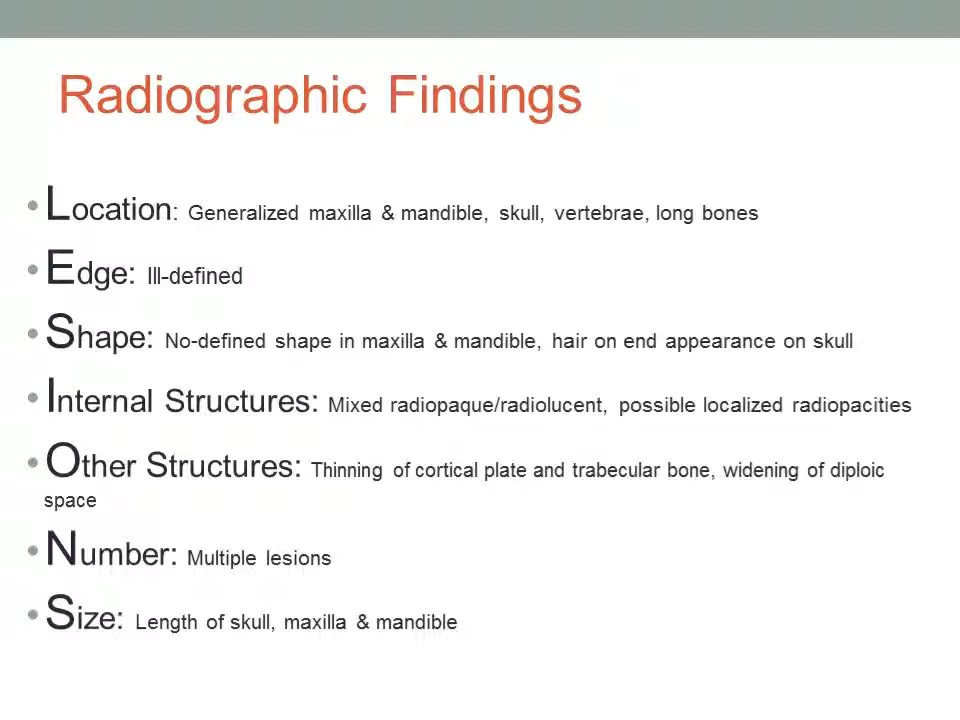 Radiographic Findings
• Location: Generalized maxilla & mandible, skull, vertebrae, long bones
• Edge: Ill-defined
• Shape: No-defined shape in maxilla & mandible, hair on end appearance on skull
• Internal Structures: Mixed radiopaque/radiolucent, possible localized radiopacities
• Other Structures: Thinning of cortical plate and trabecular bone, widening of diploic
space
• Number: Multiple lesions
• Size: Length of skull, maxilla & mandible